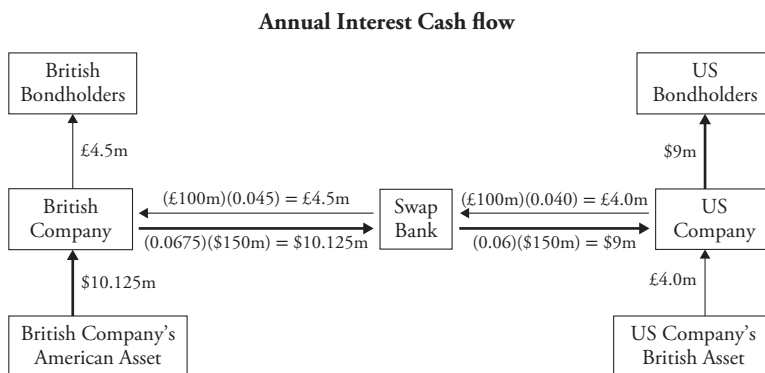 Annual Interest Cash flow
British
Bondholders
US
Bondholders
£4.5m
$9m
(£100m)(0.045) = £4.5m
(£100m)(0.040) = £4.0m
British
Company
Swap
Bank
US
Company
(0.0675)($150m) = $10.125m
(0.06)($150m) = $9m
$10.125m
£4.0m
British Company’s
American Asset
US Company’s
British Asset